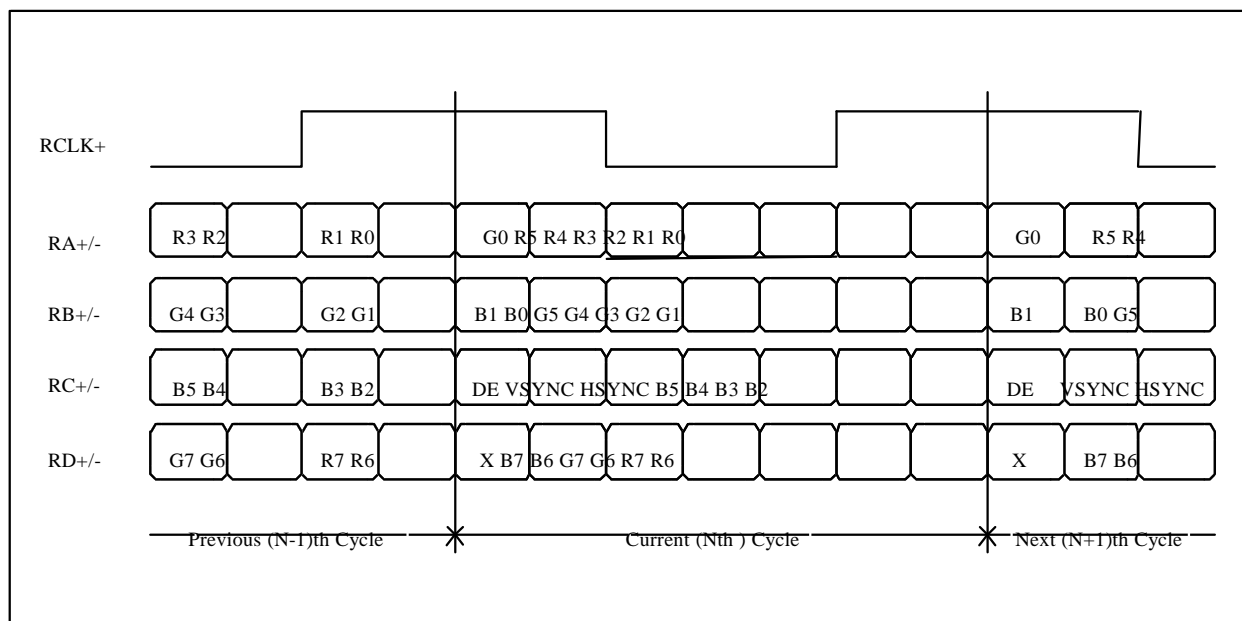 RCLK+
RA+/- R3 R2 R1 R0 G0 R5 R4 R3 R2 R1 R0 G0 R5 R4
RB+/- G4 G3 G2 G1 B1 B0 G5 G4 G3 G2 G1 B1 B0 G5
RC+/- B5 B4 B3 B2 DE VSYNC HSYNC B5 B4 B3 B2 DE VSYNC HSYNC
RD+/- G7 G6 R7 R6 X B7 B6 G7 G6 R7 R6 X B7 B6
Previous (N-1)th Cycle Current (Nth ) Cycle Next (N+1)th Cycle